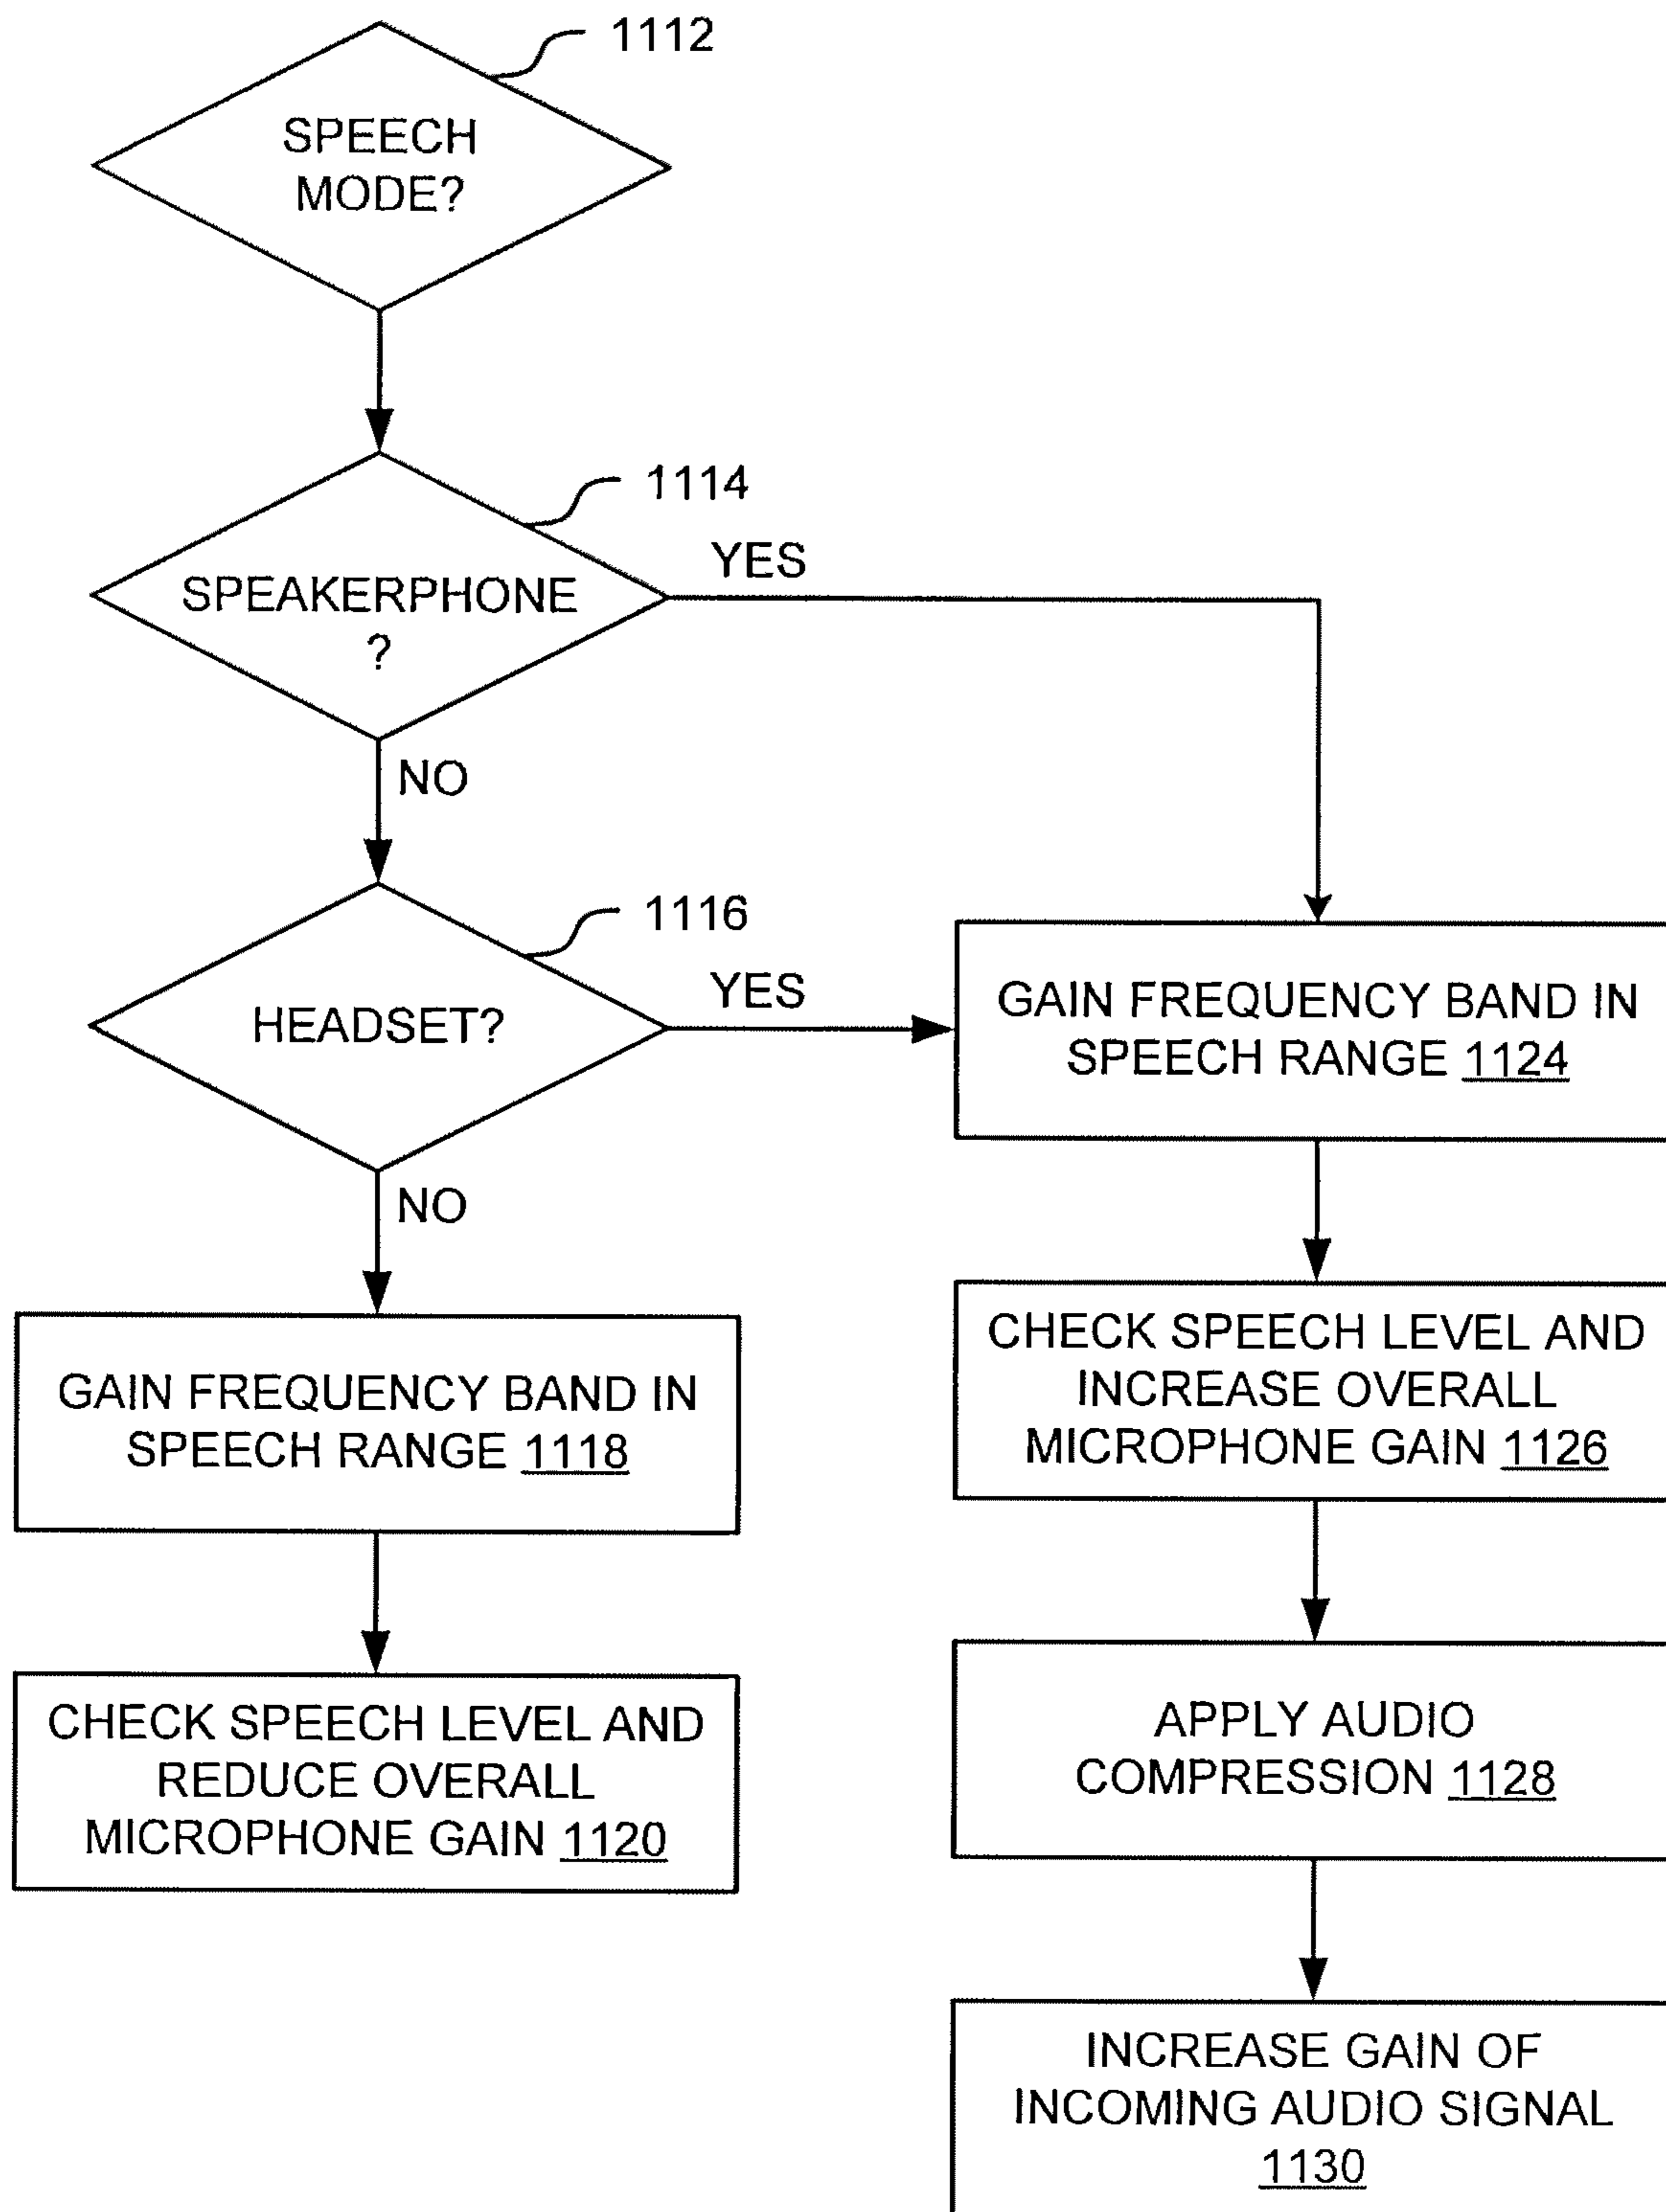 1112
SPEECH
MODE?
1114
SPEAKERPHONE
?
YES
NO
1116
HEADSET?
YES
NO
GAIN FREQUENCY BAND IN
SPEECH RANGE 1118
CHECK SPEECH LEVEL AND
REDUCE OVERALL
MICROPHONE GAIN 1120
GAIN FREQUENCY BAND IN
SPEECH RANGE 1124
CHECK SPEECH LEVEL AND
INCREASE OVERALL
MICROPHONE GAIN 1126
APPLY AUDIO
COMPRESSION 1128
INCREASE GAIN OF
INCOMING AUDIO SIGNAL
1130